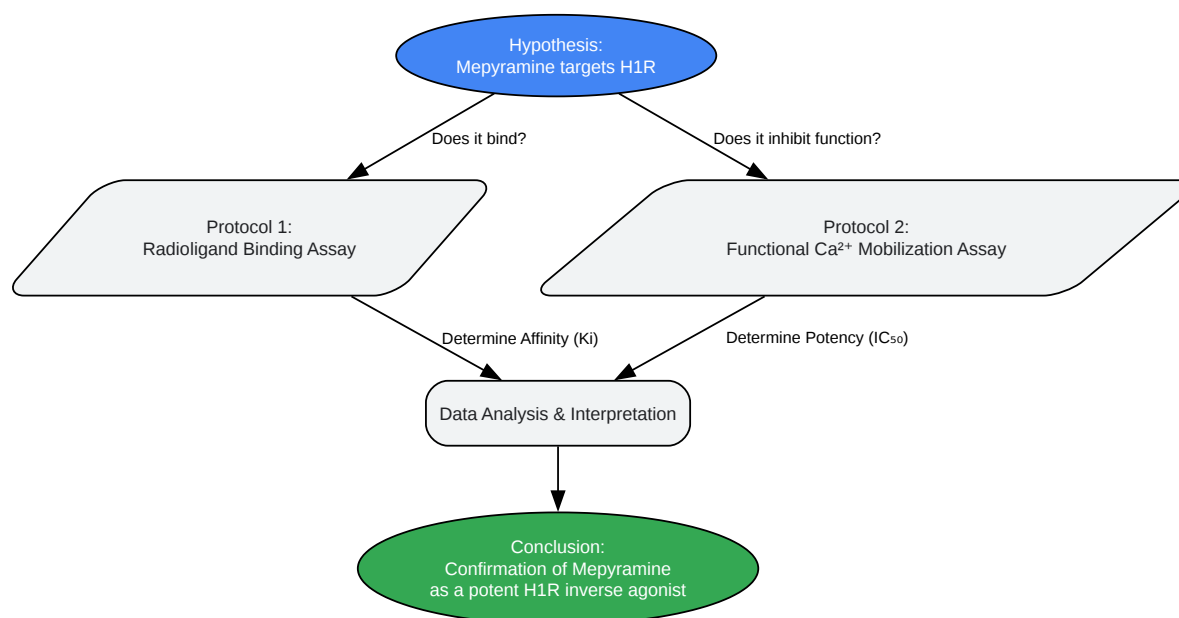 Hypothesis:
Mepyramine targets H1R
Does it bind?
Does it inhibit function?
Protocol 1:
Radioligand Binding Assay
Protocol 2:
Functional Ca²⁺ Mobilization Assay
Determine Affinity (Ki)
Determine Potency (IC₅₀)
Data Analysis & Interpretation
Conclusion:
Confirmation of Mepyramine
as a potent H1R inverse agonist